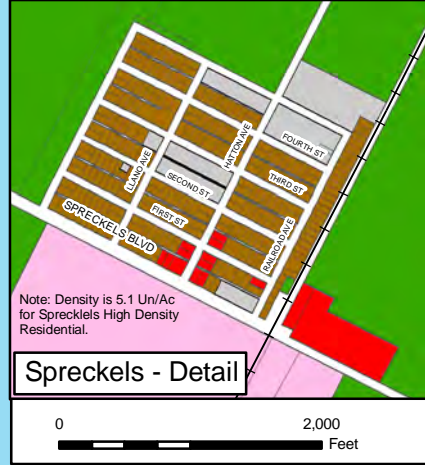 FOURTH ST
HATTON AVE
THIRD ST
LLANO AVE
SECOND ST
FIRST ST
RAILROAD AVE
SPRECKELS BLVD
Note: Density is 5.1 Un/Ac
for Sprecklels High Density
Residential.
Spreckels - Detail
0 2,000
Feet